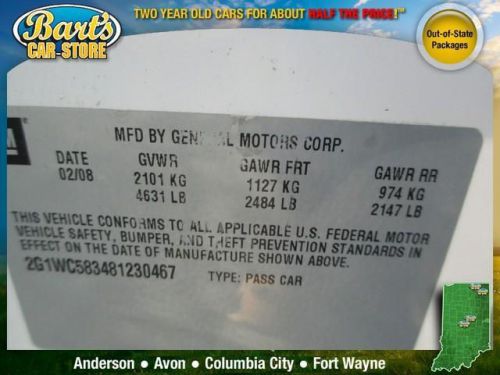 Bart's
CAR STORE
TWO YEAR OLD CARS FOR ABOUT HALF THE PRICE!™
Out-of-State
Packages
GM
MFD BY GENERAL MOTORS CORP.
DATE GVWR GAWR FRT GAWR RR
02/08 2101 KG 1127 KG 974 KG
4631 LB 2484 LB 2147 LB
THIS VEHICLE CONFORMS TO ALL APPLICABLE U.S. FEDERAL MOTOR
VEHICLE SAFETY, BUMPER, AND THEFT PREVENTION STANDARDS IN
EFFECT ON THE DATE OF MANUFACTURE SHOWN ABOVE.
2G1WC583481230467 TYPE: PASS CAR
Anderson ● Avon ● Columbia City ● Fort Wayne